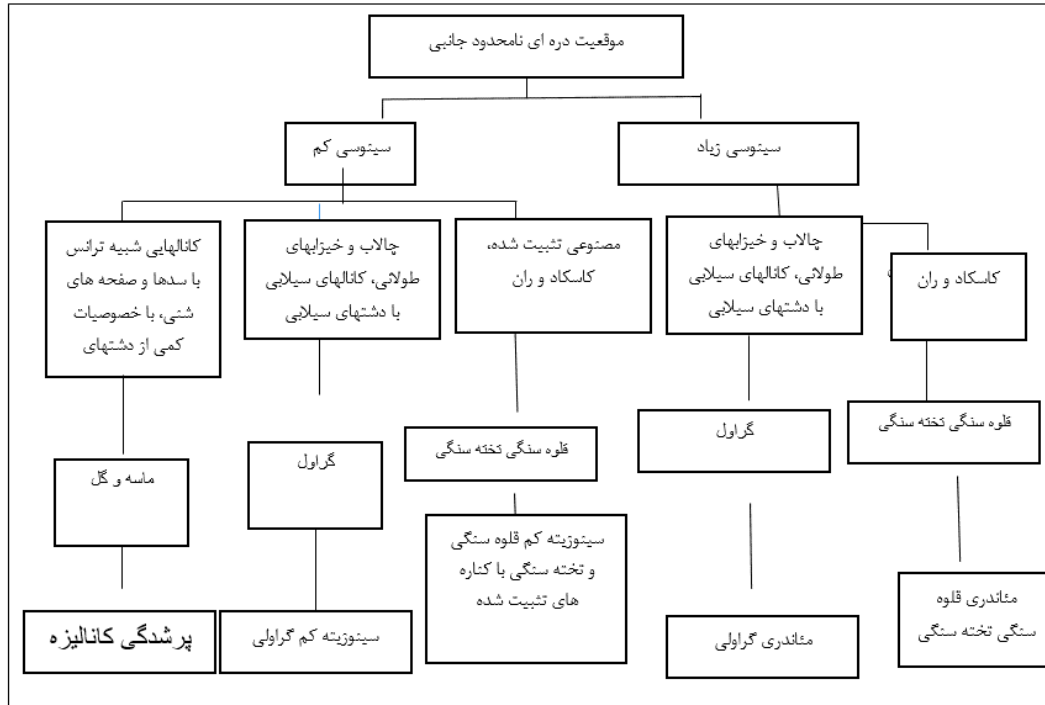 موقعیت دره ای نامحدود جانبی
سینوسی زیاد
سینوسی کم
کاسکاد و ران
چالاب و خیزابهای
طولانی، کانالهای سیلابی
با دشتهای سیلابی
مصنوعی تثبیت شده،
کاسکاد و ران
چالاب و خیزابهای
طولانی، کانالهای سیلابی
با دشتهای سیلابی
کانالهایی شبیه ترانس
با سدها و صفحه های
شنی، با خصوصیات
کمی از دشتهای
قلوه سنگی تخته سنگی
گراول
قلوه سنگی تخته سنگی
گراول
ماسه و گل
مئاندری قلوه
سنگی تخته سنگی
مئاندری گراولی
سینوزیته کم قلوه سنگی
و تخته سنگی با کناره
های تثبیت شده
سینوزیته کم گراولی
پرشدگی کانالیزه